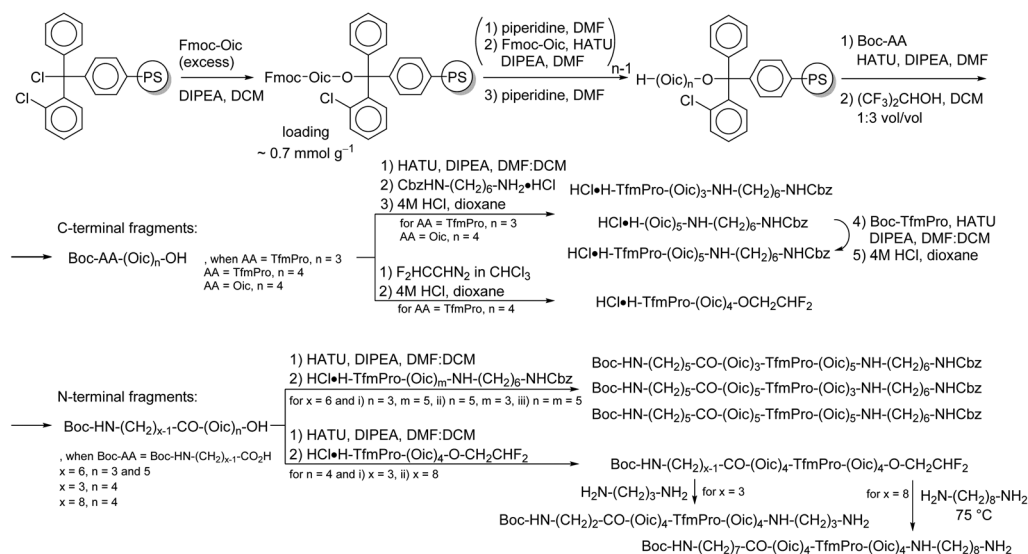 Cl
Cl
PS
Fmoc-Oic
(excess)
DIPEA, DCM
Fmoc-Oic-O
Cl
PS
loading
~ 0.7 mmol g⁻¹
1) piperidine, DMF
2) Fmoc-Oic, HATU
DIPEA, DMF
n-1
3) piperidine, DMF
H-(Oic)n-O
Cl
PS
1) Boc-AA
HATU, DIPEA, DMF
2) (CF₃)₂CHOH, DCM
1:3 vol/vol
C-terminal fragments:
Boc-AA-(Oic)n-OH
, when AA = TfmPro, n = 3
AA = TfmPro, n = 4
AA = Oic, n = 4
1) HATU, DIPEA, DMF:DCM
2) CbzHN-(CH₂)₆-NH₂•HCl
3) 4M HCl, dioxane
for AA = TfmPro, n = 3
AA = Oic, n = 4
HCl•H-TfmPro-(Oic)₃-NH-(CH₂)₆-NHCbz
HCl•H-(Oic)₅-NH-(CH₂)₆-NHCbz
HCl•H-TfmPro-(Oic)₅-NH-(CH₂)₆-NHCbz
4) Boc-TfmPro, HATU
DIPEA, DMF:DCM
5) 4M HCl, dioxane
1) F₂HCCHN₂ in CHCl₃
2) 4M HCl, dioxane
for AA = TfmPro, n = 4
HCl•H-TfmPro-(Oic)₄-OCH₂CHF₂
N-terminal fragments:
Boc-HN-(CH₂)x-1-CO-(Oic)n-OH
, when Boc-AA = Boc-HN-(CH₂)x-1-CO₂H
x = 6, n = 3 and 5
x = 3, n = 4
x = 8, n = 4
1) HATU, DIPEA, DMF:DCM
2) HCl•H-TfmPro-(Oic)m-NH-(CH₂)₆-NHCbz
for x = 6 and i) n = 3, m = 5, ii) n = 5, m = 3, iii) n = m = 5
Boc-HN-(CH₂)₅-CO-(Oic)₃-TfmPro-(Oic)₅-NH-(CH₂)₆-NHCbz
Boc-HN-(CH₂)₅-CO-(Oic)₅-TfmPro-(Oic)₃-NH-(CH₂)₆-NHCbz
Boc-HN-(CH₂)₅-CO-(Oic)₅-TfmPro-(Oic)₅-NH-(CH₂)₆-NHCbz
1) HATU, DIPEA, DMF:DCM
2) HCl•H-TfmPro-(Oic)₄-O-CH₂CHF₂
for n = 4 and i) x = 3, ii) x = 8
Boc-HN-(CH₂)x-1-CO-(Oic)₄-TfmPro-(Oic)₄-O-CH₂CHF₂
H₂N-(CH₂)₃-NH₂
for x = 3
for x = 8
H₂N-(CH₂)₈-NH₂
75 °C
Boc-HN-(CH₂)₂-CO-(Oic)₄-TfmPro-(Oic)₄-NH-(CH₂)₃-NH₂
Boc-HN-(CH₂)₇-CO-(Oic)₄-TfmPro-(Oic)₄-NH-(CH₂)₈-NH₂